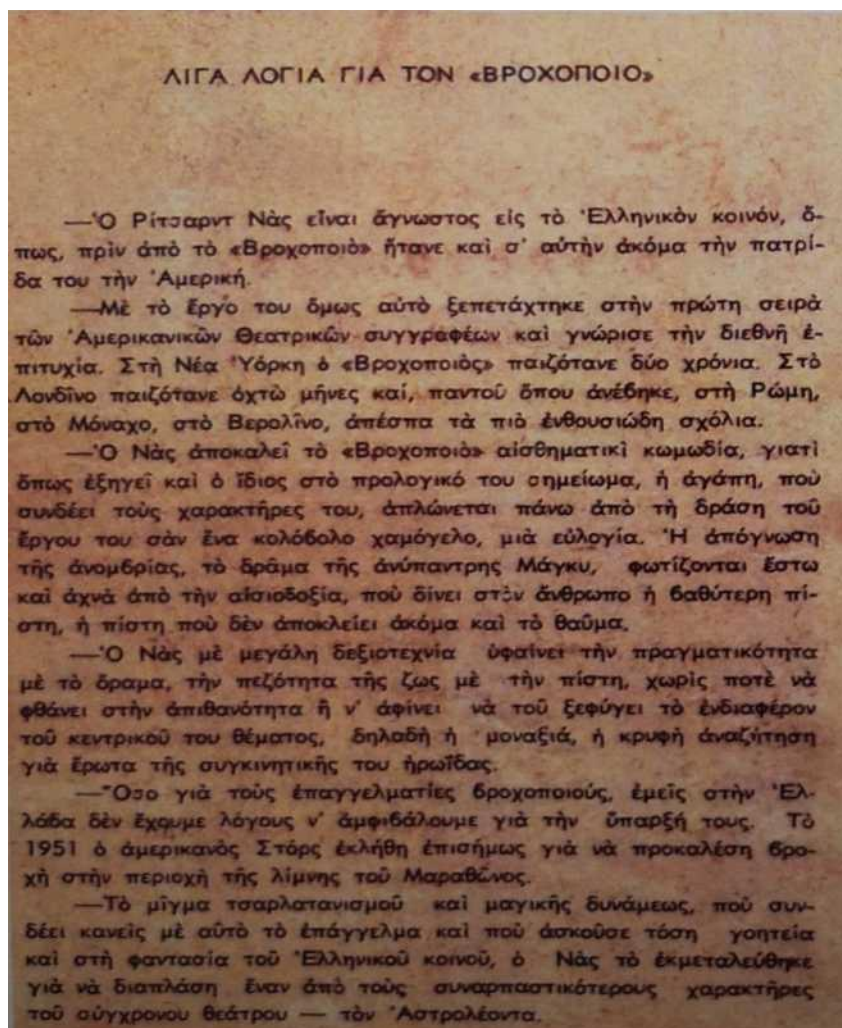 ΛΙΓΑ ΛΟΓΙΑ ΓΙΑ ΤΟΝ «ΒΡΟΧΟΠΟΙΟ»
—Ὁ Ρίτσαρντ Νὰς εἶναι ἄγνωστος εἰς τὸ Ἑλληνικὸν κοινόν, ὅ-
πως, πρὶν ἀπὸ τὸ «Βροχοποιὸ» ἤτανε καὶ σ' αὐτὴν ἀκόμα τὴν πατρί-
δα του τὴν Ἀμερική.
—Μὲ τὸ ἔργο του ὅμως αὐτὸ ξεπετάχτηκε στὴν πρώτη σειρὰ
τῶν Ἀμερικανικῶν Θεατρικῶν συγγραφέων καὶ γνώρισε τὴν διεθνῆ ἐ-
πιτυχία. Στὴ Νέα Ὑόρκη ὁ «Βροχοποιὸς» παιζότανε δύο χρόνια. Στὸ
Λονδῖνο παιζότανε ὀχτὼ μῆνες καί, παντοῦ ὅπου ἀνέβηκε, στὴ Ρώμη,
στὸ Μόναχο, στὸ Βερολῖνο, ἀπέσπα τὰ πιὸ ἐνθουσιώδη σχόλια.
—Ὁ Νὰς ἀποκαλεῖ τὸ «Βροχοποιὸ» αἰσθηματικὶ κωμωδία, γιατὶ
ὅπως ἐξηγεῖ καὶ ὁ ἴδιος στὸ προλογικό του σημείωμα, ἡ ἀγάπη, ποὺ
συνδέει τοὺς χαρακτῆρες του, ἁπλώνεται πάνω ἀπὸ τὴ δράση τοῦ
ἔργου του σὰν ἕνα κολόβολο χαμόγελο, μιὰ εὐλογία. Ἡ ἀπόγνωση
τῆς ἀνομβρίας, τὸ δρᾶμα τῆς ἀνύπαντρης Μάγκυ, φωτίζονται ἔστω
καὶ ἀχνὰ ἀπὸ τὴν αἰσιοδοξία, ποὺ δίνει στὸν ἄνθρωπο ἡ βαθύτερη πί-
στη, ἡ πίστη ποὺ δὲν ἀποκλείει ἀκόμα καὶ τὸ θαῦμα.
—Ὁ Νὰς μὲ μεγάλη δεξιοτεχνία ὑφαίνει τὴν πραγματικότητα
μὲ τὸ ὅραμα, τὴν πεζότητα τῆς ζως μὲ τὴν πίστη, χωρὶς ποτὲ νὰ
φθάνει στὴν ἀπιθανότητα ἢ ν' ἀφίνει νὰ τοῦ ξεφύγει τὸ ἐνδιαφέρον
τοῦ κεντρικοῦ του θέματος, δηλαδὴ ἡ μοναξιά, ἡ κρυφὴ ἀναζήτηση
γιὰ ἔρωτα τῆς συγκινητικῆς του ἡρωΐδας.
—Ὅσο γιὰ τοὺς ἐπαγγελματίες βροχοποιούς, ἐμεῖς στὴν Ἑλ-
λάδα δὲν ἔχουμε λόγους ν' ἀμφιβάλουμε γιὰ τὴν ὕπαρξή τους. Τὸ
1951 ὁ ἀμερικανὸς Στόρς ἐκλήθη ἐπισήμως γιὰ νὰ προκαλέση βρο-
χὴ στὴν περιοχὴ τῆς λίμνης τοῦ Μαραθῶνος.
—Τὸ μῖγμα τσαρλατανισμοῦ καὶ μαγικῆς δυνάμεως, ποὺ συν-
δέει κανεὶς μὲ αὐτὸ τὸ ἐπάγγελμα καὶ ποὺ ἀσκοῦσε τόση γοητεία
καὶ στὴ φαντασία τοῦ Ἑλληνικοῦ κοινοῦ, ὁ Νὰς τὸ ἐκμεταλεύθηκε
γιὰ νὰ διαπλάση ἕναν ἀπὸ τοὺς συναρπαστικότερους χαρακτῆρες
τοῦ σύγχρονου θεάτρου — τὸν Ἀστρολέοντα.